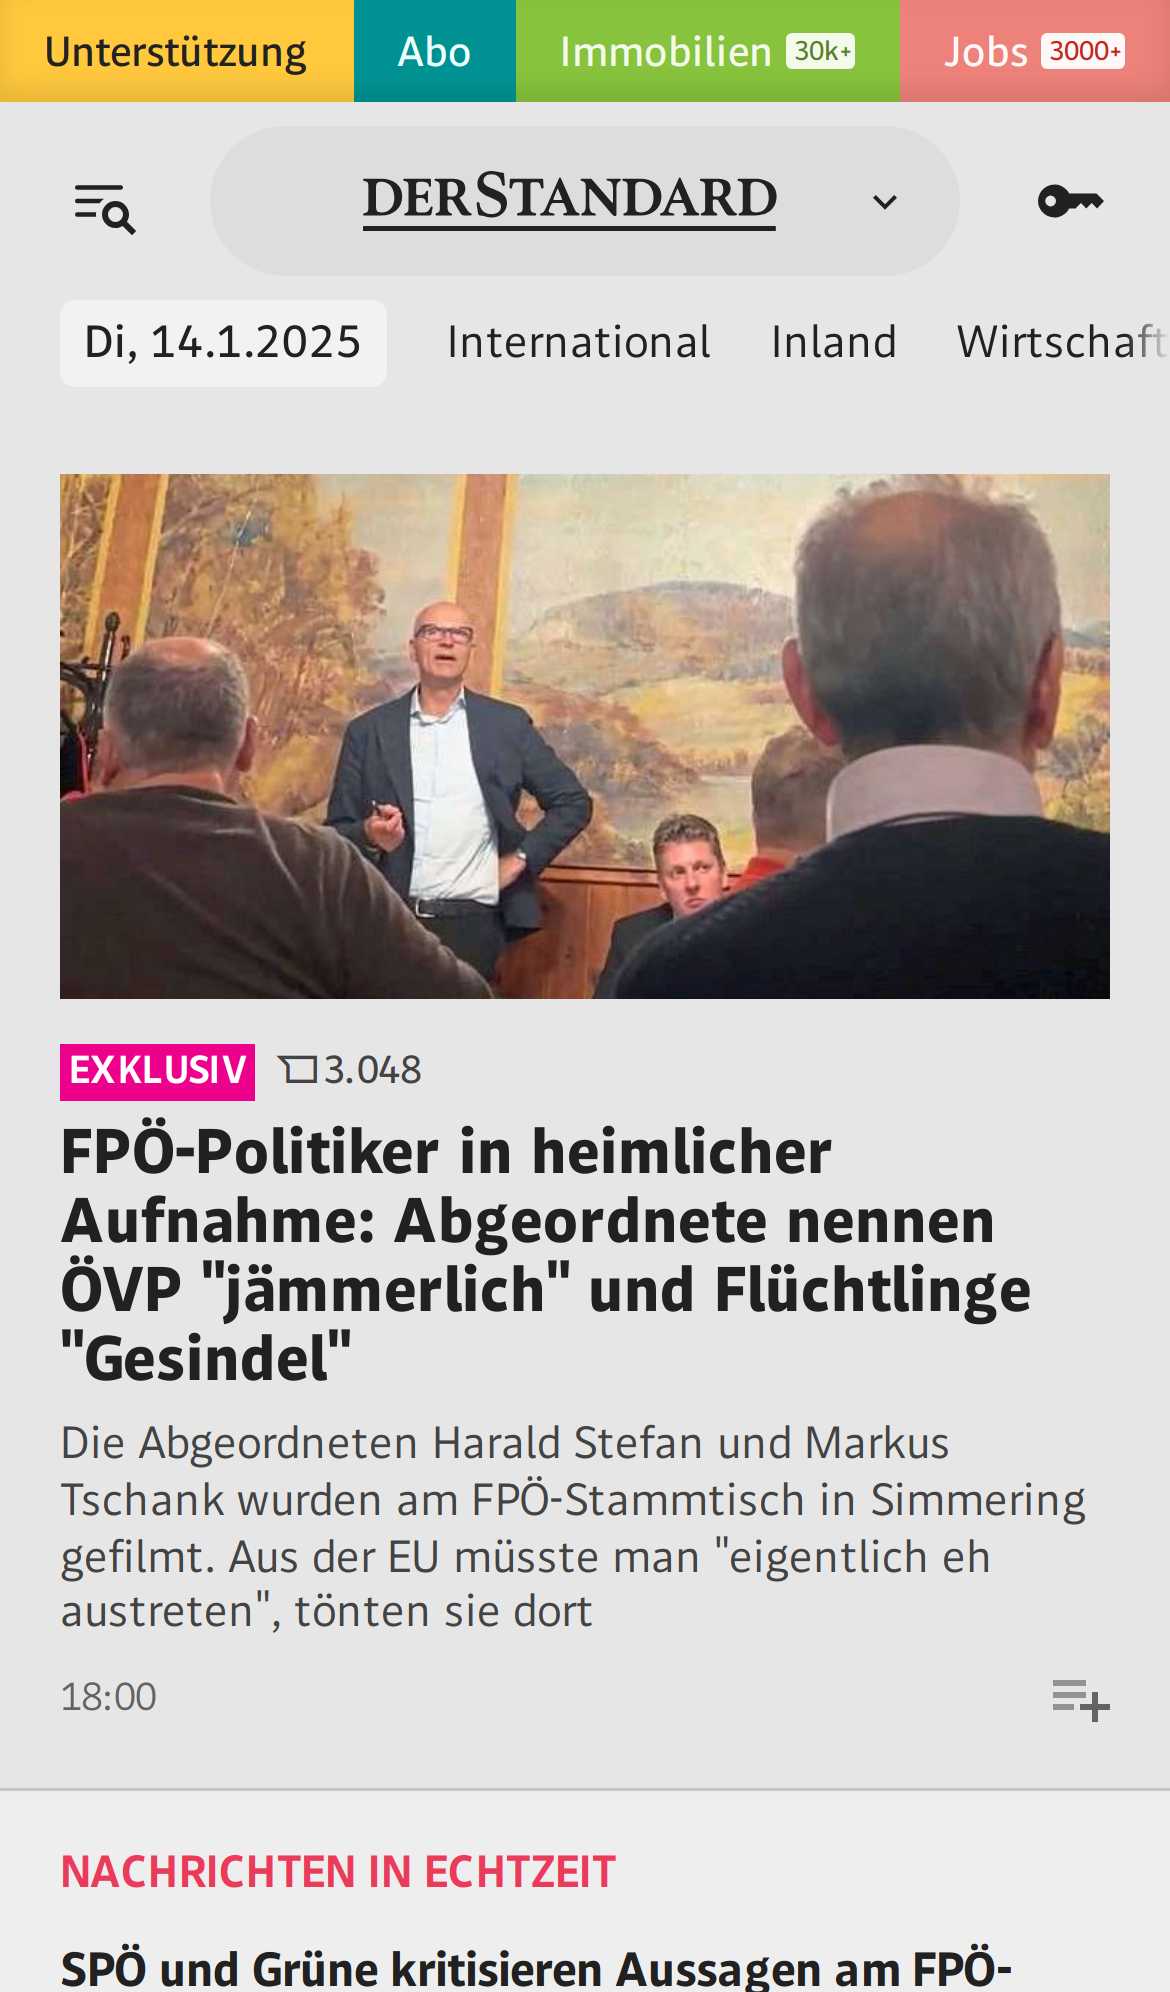 Unterstützung
Abo
Immobilien 30k+
Jobs 3000+
DERSTANDARD
Di, 14.1.2025
International
Inland
Wirtschaft
EXKLUSIV 3.048
FPÖ-Politiker in heimlicher
Aufnahme: Abgeordnete nennen
ÖVP "jämmerlich" und Flüchtlinge
"Gesindel"
Die Abgeordneten Harald Stefan und Markus
Tschank wurden am FPÖ-Stammtisch in Simmering
gefilmt. Aus der EU müsste man "eigentlich eh
austreten", tönten sie dort
18:00
NACHRICHTEN IN ECHTZEIT
SPÖ und Grüne kritisieren Aussagen am FPÖ-